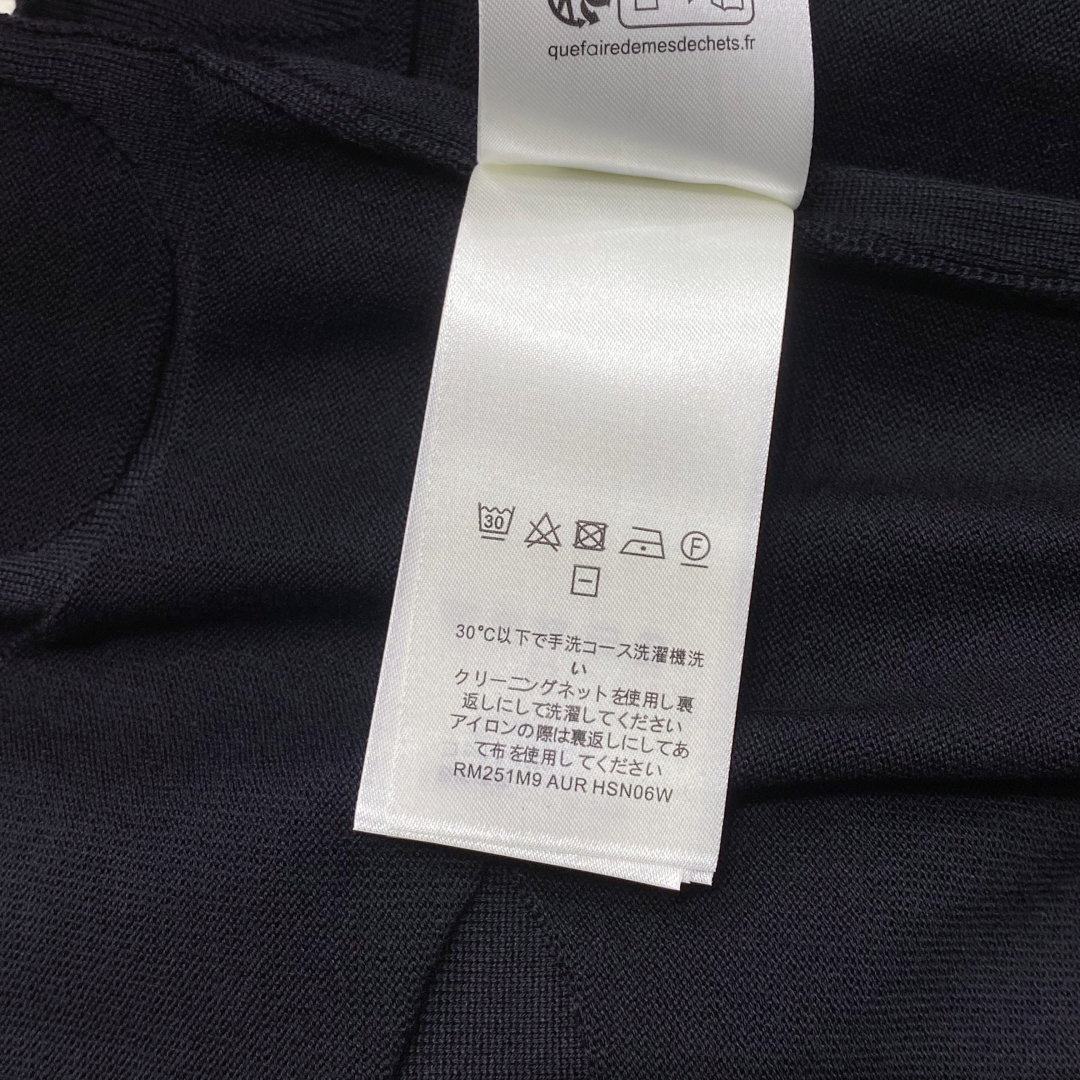 quefairedemesdechets.fr
30
F
30°C以下で手洗コース洗濯機洗
い
クリーニングネットを使用し裏
返しにして洗濯してください
アイロンの際は裏返しにしてあ
て布を使用してください
RM251M9 AUR HSN06W